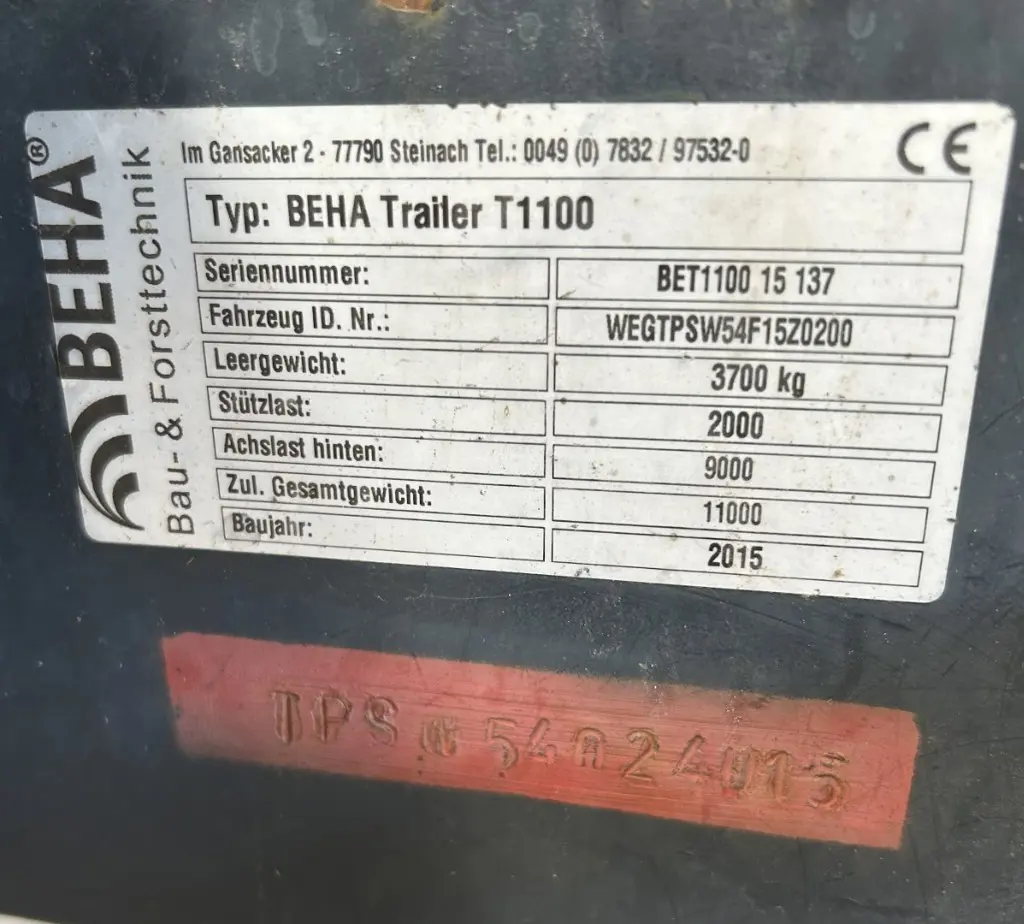 BEHA®
Bau- & Forsttechnik
Im Gansacker 2 - 77790 Steinach Tel.: 0049 (0) 7832 / 97532-0
CE
Typ: BEHA Trailer T1100
Seriennummer: BET1100 15 137
Fahrzeug ID. Nr.: WEGTPSW54F15Z0200
Leergewicht: 3700 kg
Stützlast: 2000
Achslast hinten: 9000
Zul. Gesamtgewicht: 11000
Baujahr: 2015